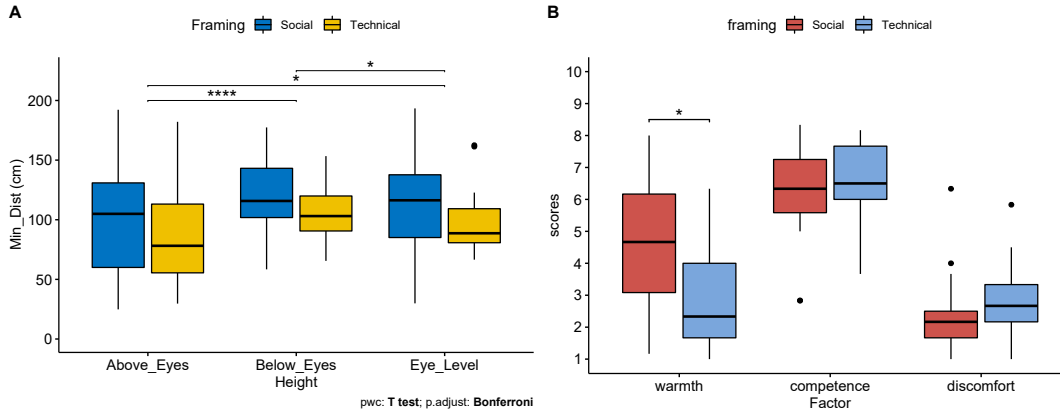 A
Framing Social Technical
*
*
****
200
150
100
50
0
Min_Dist (cm)
Above_Eyes Below_Eyes Eye_Level
Height
pwc: T test; p.adjust: Bonferroni
B
framing Social Technical
*
10
9
8
7
6
5
4
3
2
1
scores
warmth competence discomfort
Factor